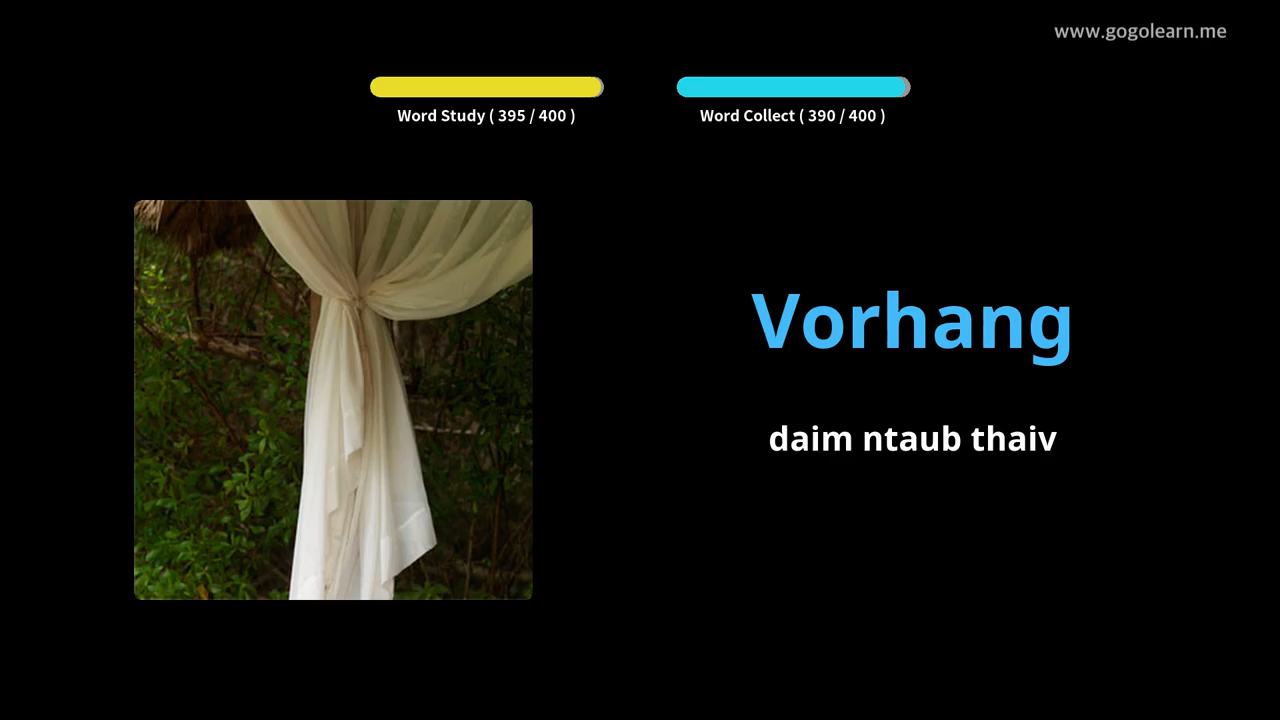 www.gogolearn.me
Word Study ( 395 / 400 )
Word Collect ( 390 / 400 )
Vorhang
daim ntaub thaiv